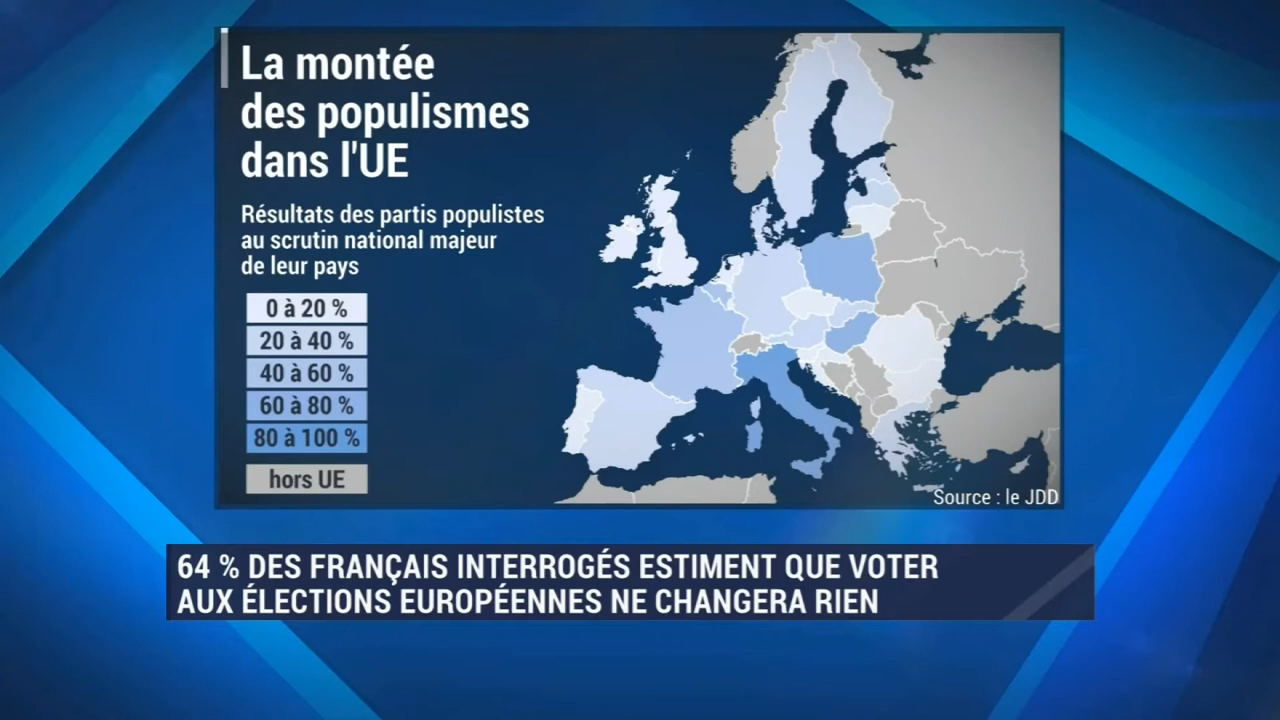 La montée
des populismes
dans l'UE
Résultats des partis populistes
au scrutin national majeur
de leur pays
0 à 20 %
20 à 40 %
40 à 60 %
60 à 80 %
80 à 100 %
hors UE
Source : le JDD
64 % DES FRANÇAIS INTERROGÉS ESTIMENT QUE VOTER
AUX ÉLECTIONS EUROPÉENNES NE CHANGERA RIEN